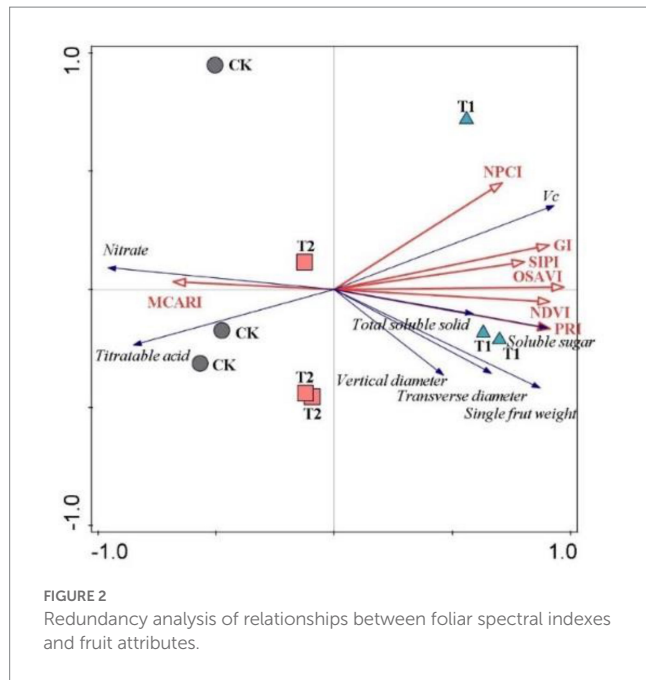 1.0
CK
T1
NPCI
Vc
T2
Nitrate
GI
SIPI
OSAVI
MCARI
NDVI
Total soluble solid
PRI
CK
T1
T1
Soluble sugar
Titratable acid
CK
T2
Vertical diameter
Transverse diameter
T2
Single frut weight
-1.0
-1.0
1.0
FIGURE 2
Redundancy analysis of relationships between foliar spectral indexes
and fruit attributes.